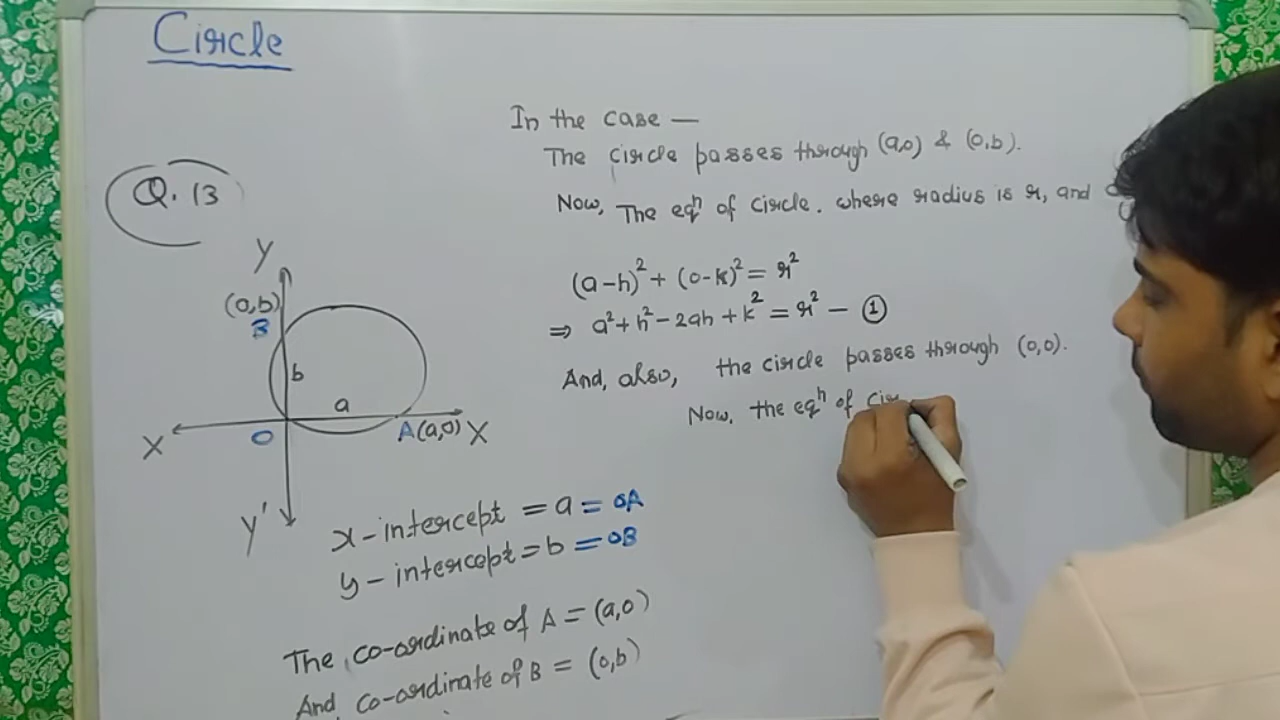 Circle
Q. 13
Y
(0,b)
B
b
a
X
O
A(a,0) X
Y'
x-intercept = a = OA
y-intercept = b = OB
The co-ordinate of A = (a,0)
And co-ordinate of B = (0,b)
In the case —
The circle passes through (a,0) & (0,b).
Now, The eqⁿ of circle. where radius is r, and
(a-h)² + (0-k)² = r²
⇒ a² + h² - 2ah + k² = r² — ①
And, also, the circle passes through (0,0).
Now, the eqⁿ of cir